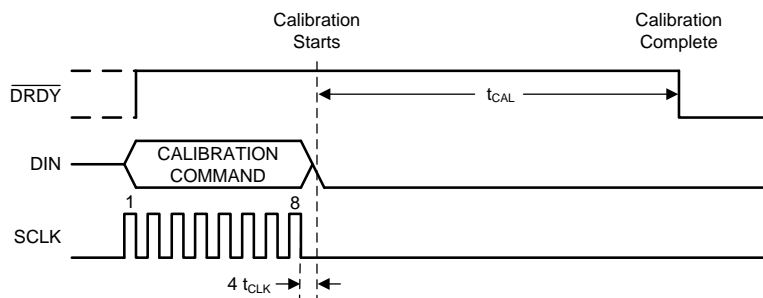 Calibration
Starts
Calibration
Complete
DRDY
tCAL
DIN
CALIBRATION
COMMAND
1
8
SCLK
4 tCLK